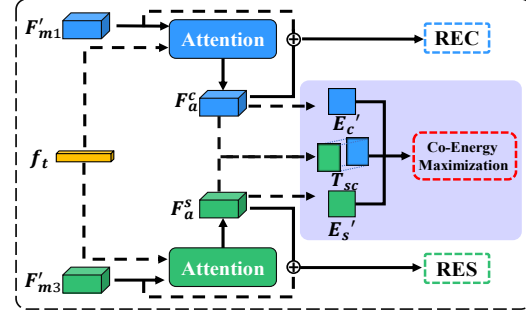 F'm1
Attention
REC
F^c_a
E_c'
f_t
T_sc
Co-Energy
Maximization
F^s_a
E_s'
F'm3
Attention
RES